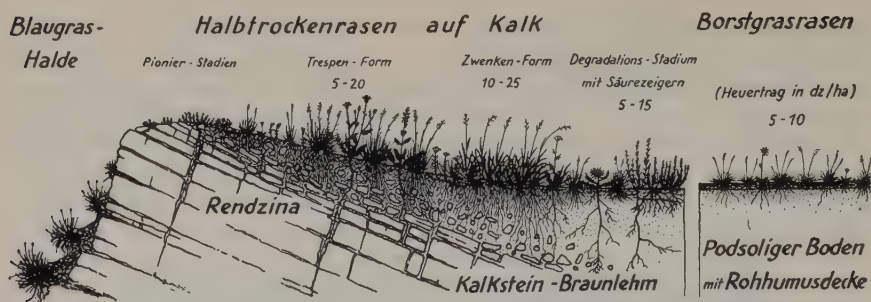 Blaugras-
Halde
Halbtrockenrasen auf Kalk
Borstgrasrasen
Pionier - Stadien
Trespen - Form
5 - 20
Zwenken - Form
10 - 25
Degradations - Stadium
mit Säurezeigern
5 - 15
(Heuertrag in dz/ha)
5 - 10
Rendzina
Kalkstein - Braunlehm
Podsoliger Boden
mit Rohhumusdecke